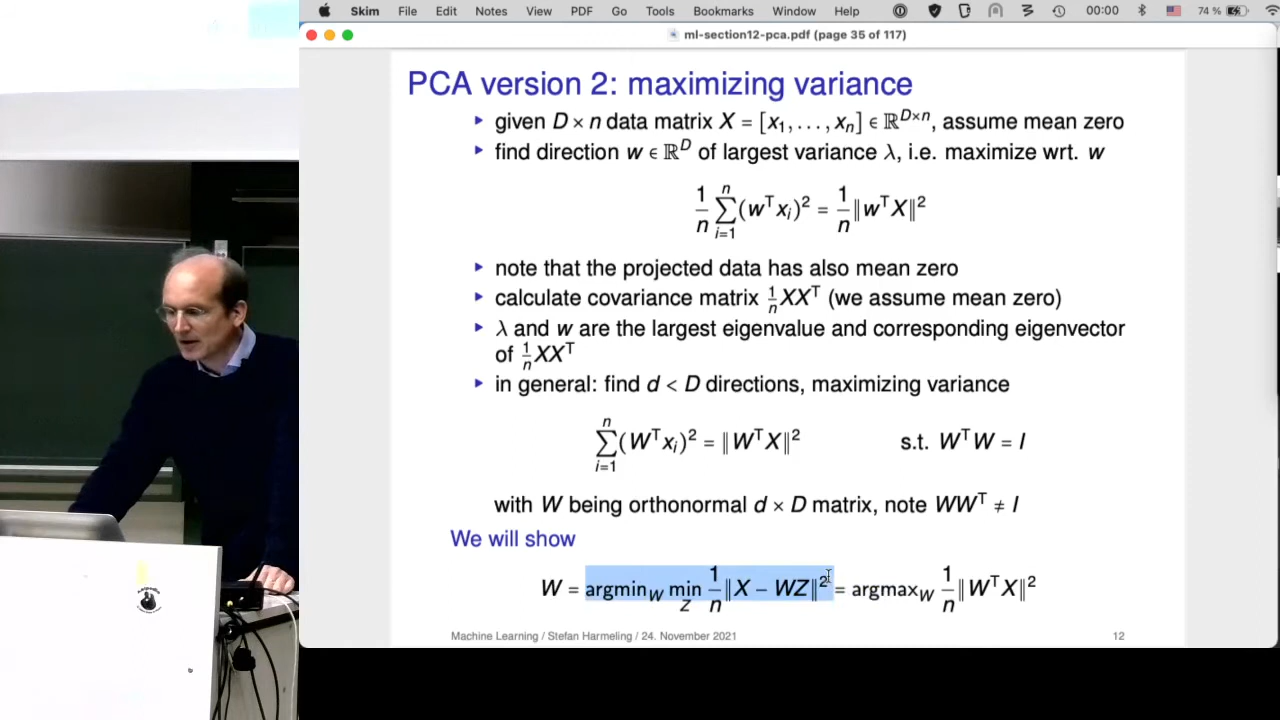 Skim File Edit Notes View PDF Go Tools Bookmarks Window Help 00:00 74 %
ml-section12-pca.pdf (page 35 of 117)
PCA version 2: maximizing variance
▸ given D × n data matrix X = [x₁, . . . , xₙ] ∈ ℝᴰˣⁿ, assume mean zero
▸ find direction w ∈ ℝᴰ of largest variance λ, i.e. maximize wrt. w
1/n ∑ᵢ₌₁ⁿ (wᵀxᵢ)² = 1/n ‖wᵀX‖²
▸ note that the projected data has also mean zero
▸ calculate covariance matrix 1/n XXᵀ (we assume mean zero)
▸ λ and w are the largest eigenvalue and corresponding eigenvector
of 1/n XXᵀ
▸ in general: find d < D directions, maximizing variance
∑ᵢ₌₁ⁿ (Wᵀxᵢ)² = ‖WᵀX‖² s.t. WᵀW = I
with W being orthonormal d × D matrix, note WWᵀ ≠ I
We will show
W = argmin_W min_Z 1/n ‖X − WZ‖² = argmax_W 1/n ‖WᵀX‖²
Machine Learning / Stefan Harmeling / 24. November 2021 12